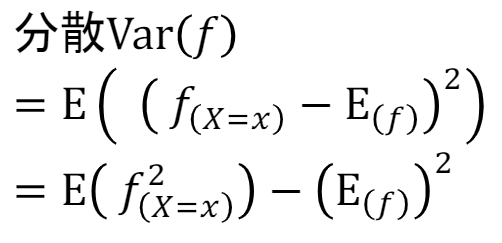 分散Var(f)
= E( ( f(X=x) − E(f) )² )
= E( f²(X=x) ) − ( E(f) )²